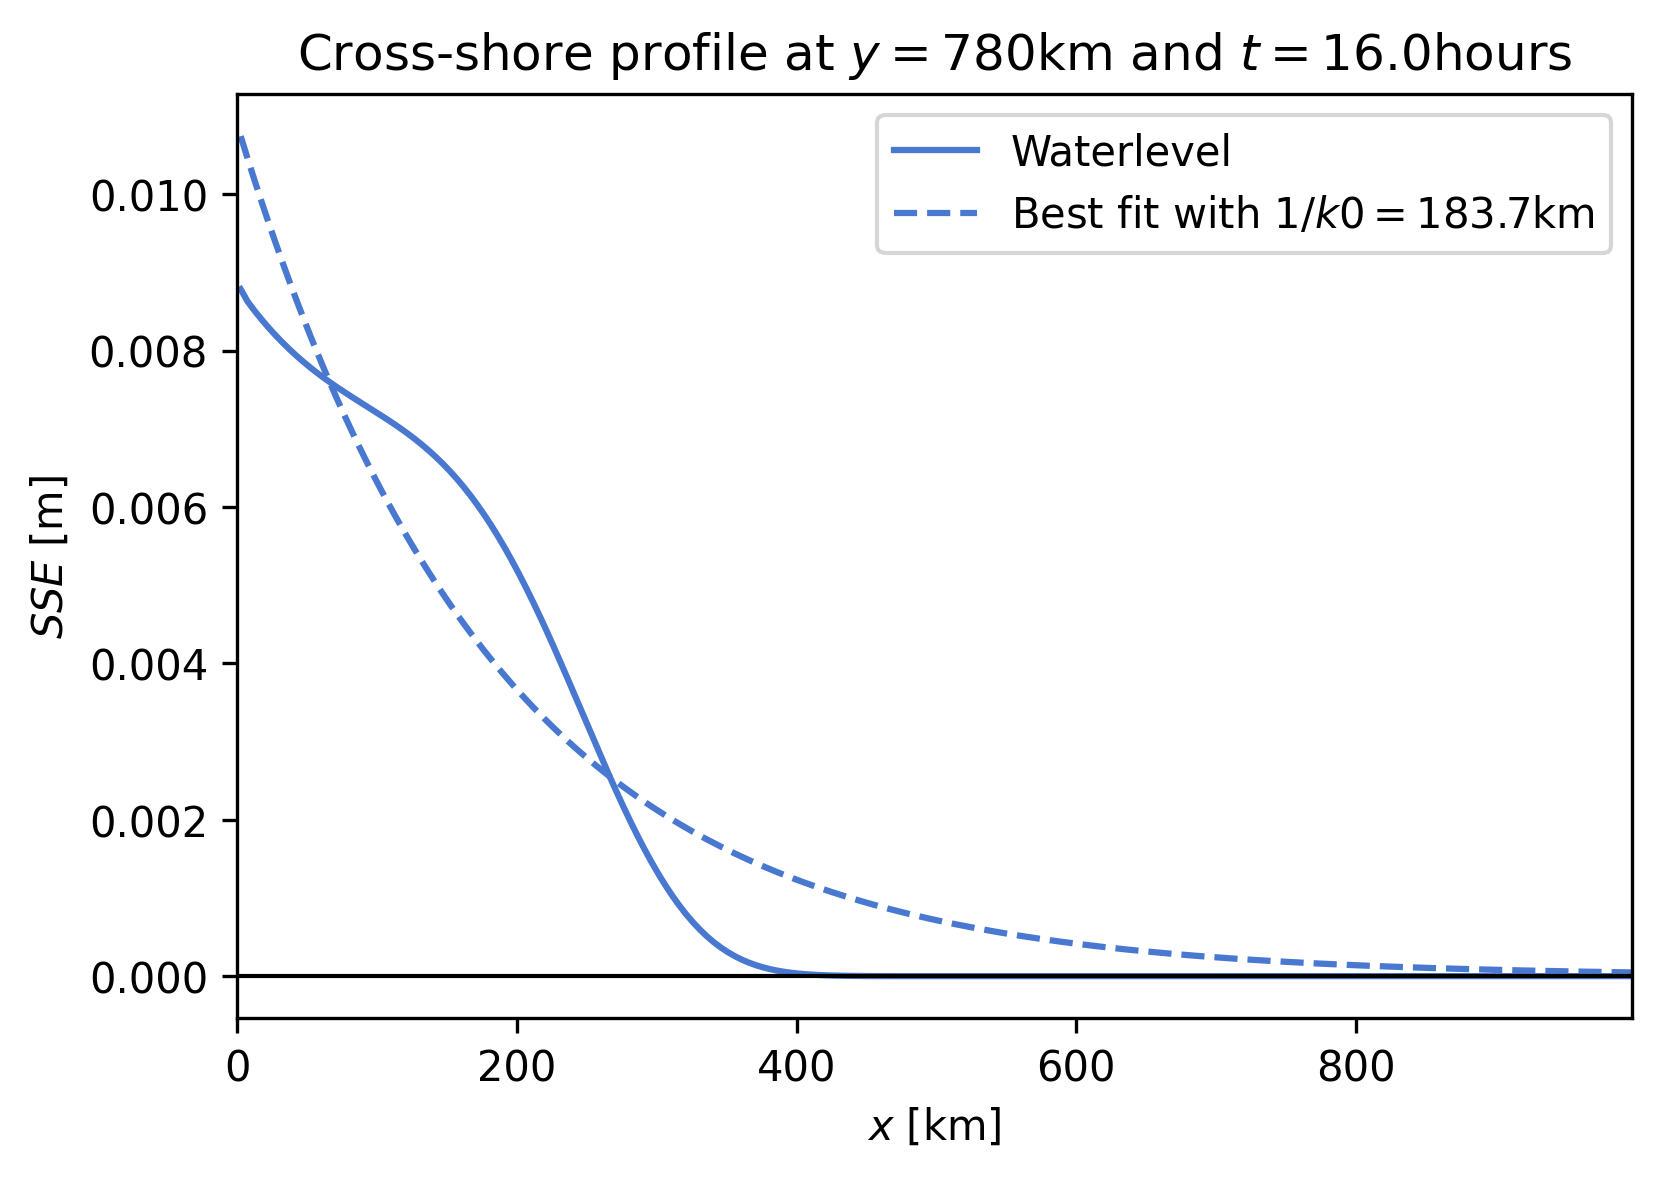 Cross-shore profile at y = 780km and t = 16.0hours
Waterlevel
Best fit with 1/k0 = 183.7km
SSE [m]
0.010
0.008
0.006
0.004
0.002
0.000
0 200 400 600 800
x [km]